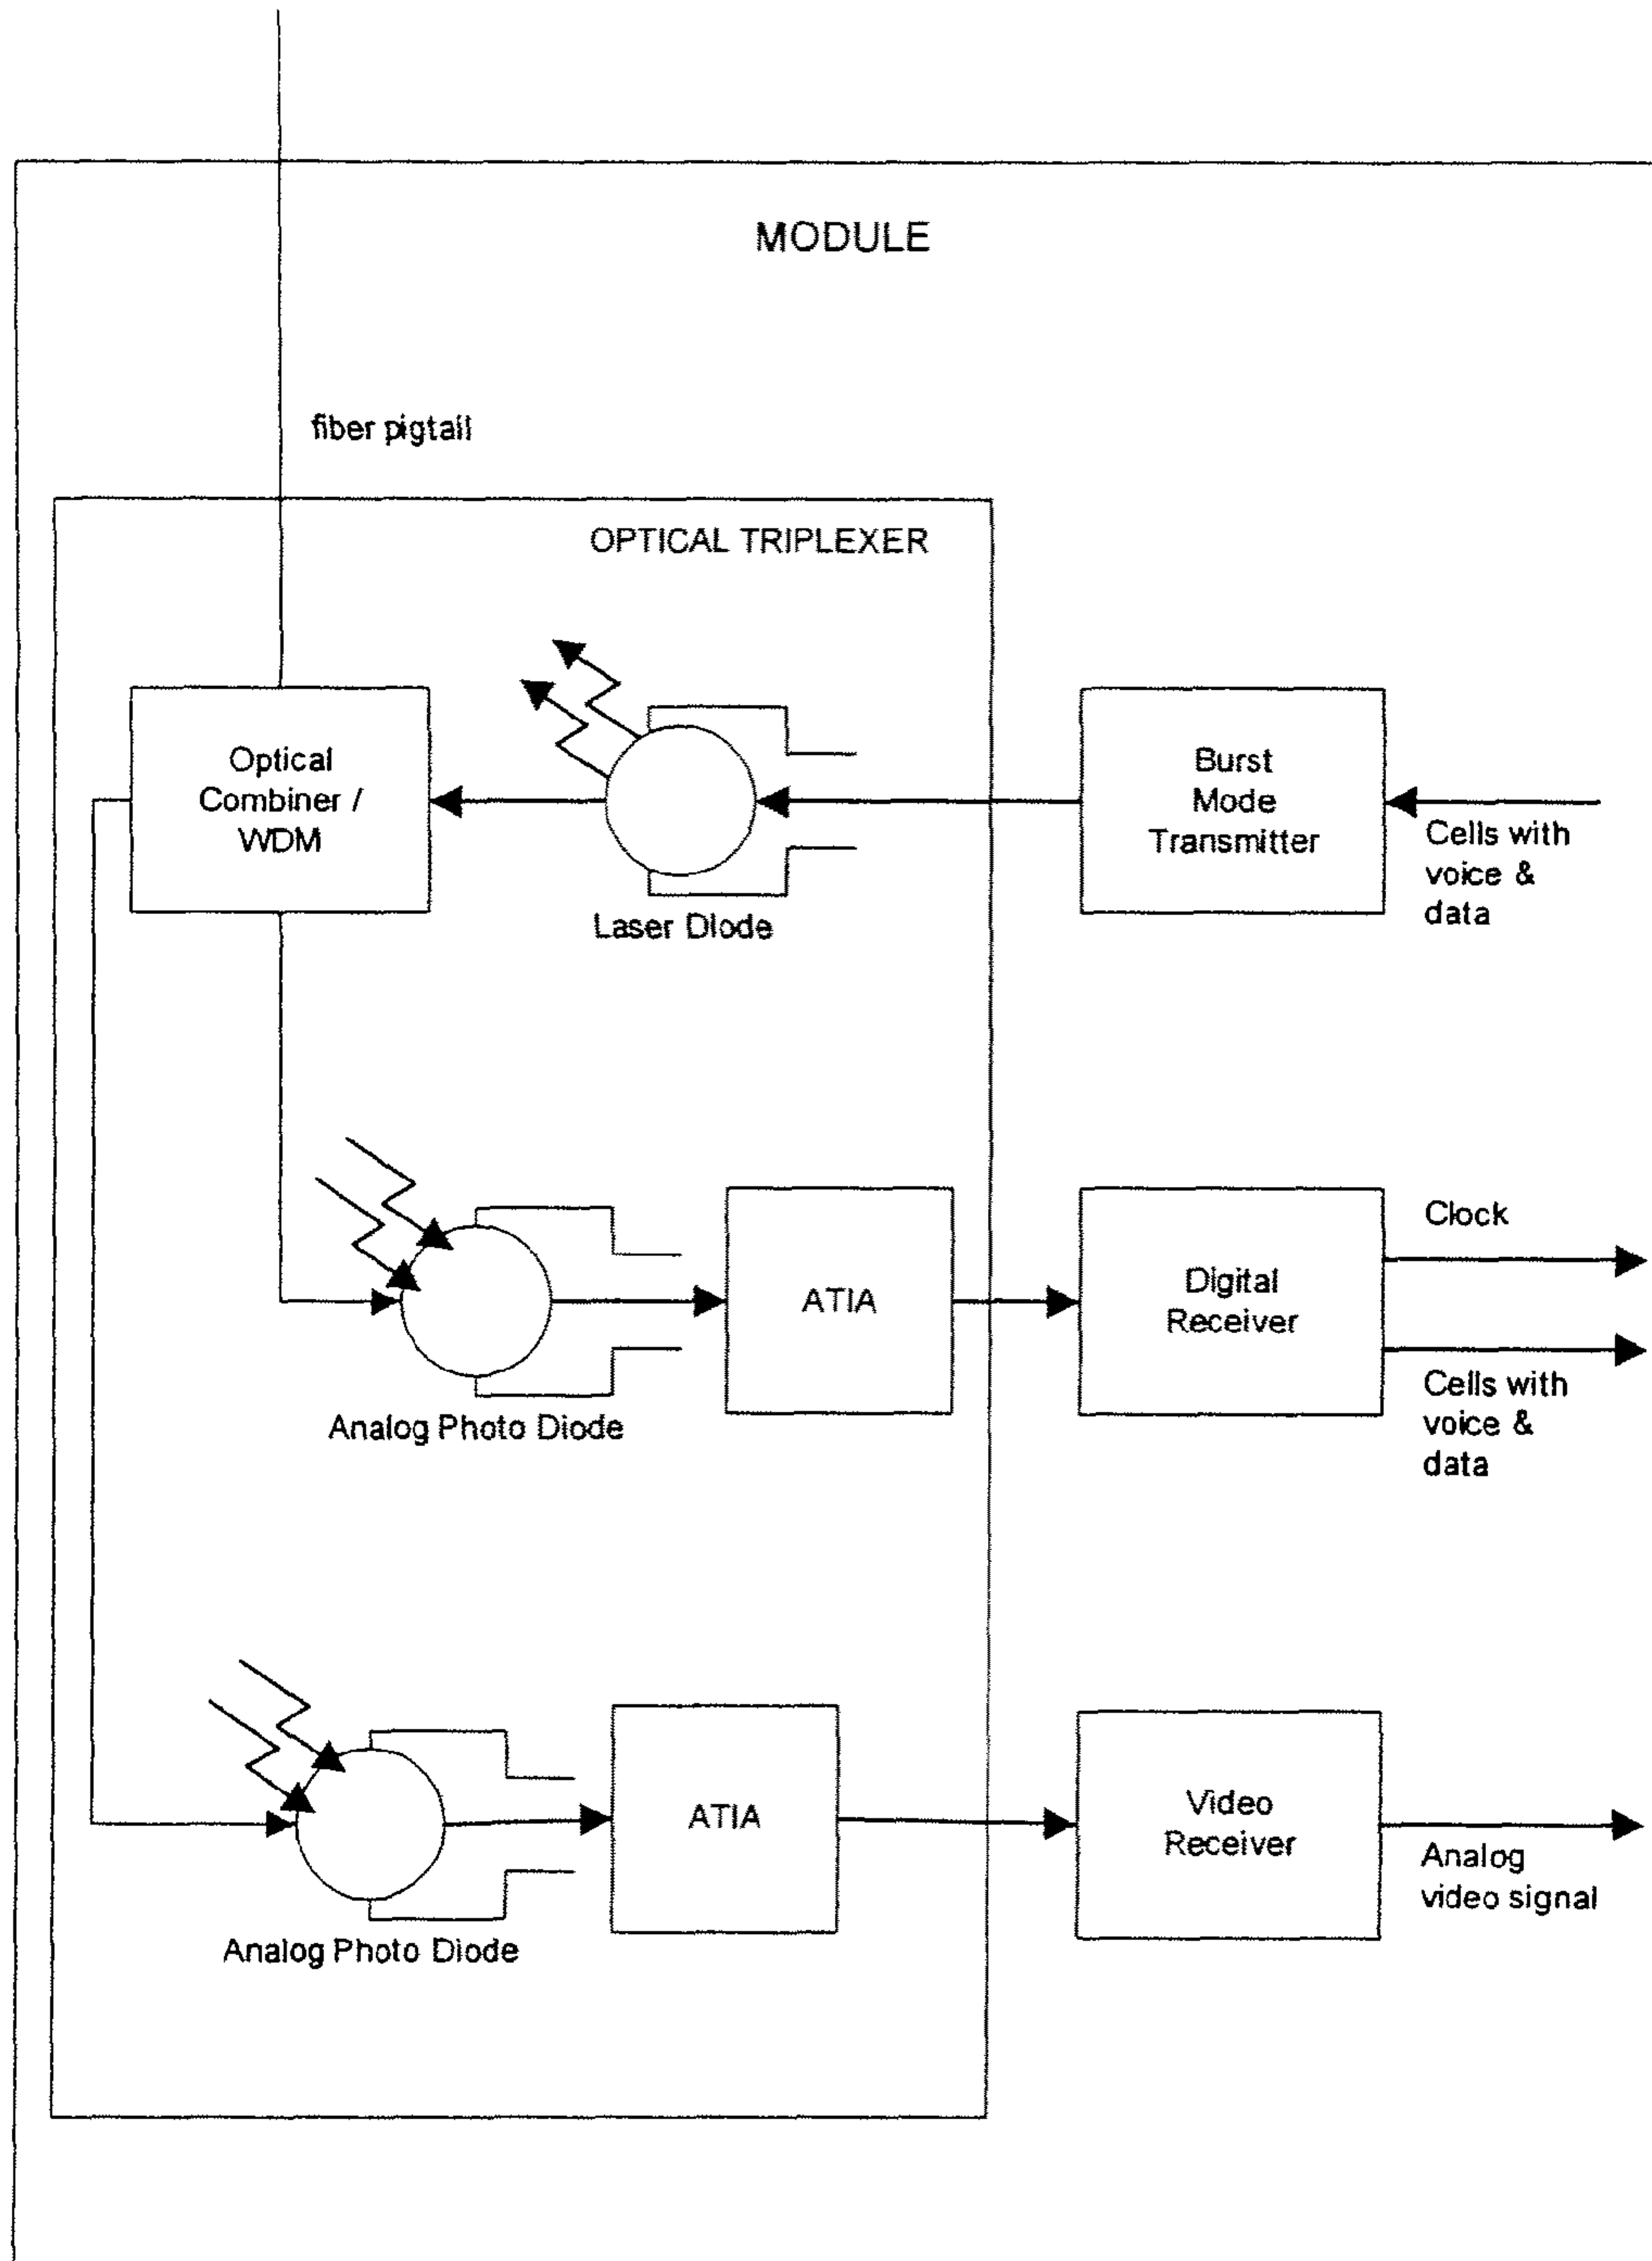 MODULE
fiber pigtail
OPTICAL TRIPLEXER
Optical
Combiner /
WDM
Laser Diode
Burst
Mode
Transmitter
Cells with
voice &
data
Analog Photo Diode
ATIA
Digital
Receiver
Clock
Cells with
voice &
data
Analog Photo Diode
ATIA
Video
Receiver
Analog
video signal